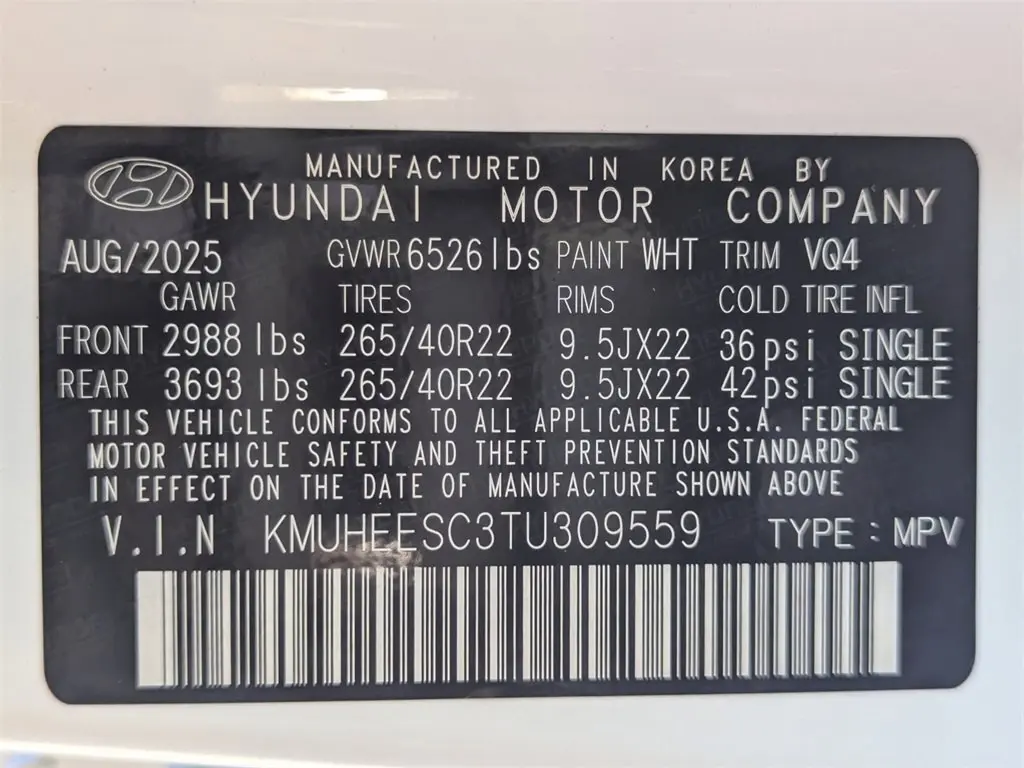 MANUFACTURED IN KOREA BY
HYUNDAI MOTOR COMPANY
AUG/2025 GVWR 6526 lbs PAINT WHT TRIM VQ4
GAWR TIRES RIMS COLD TIRE INFL
FRONT 2988 lbs 265/40R22 9.5JX22 36 psi SINGLE
REAR 3693 lbs 265/40R22 9.5JX22 42 psi SINGLE
THIS VEHICLE CONFORMS TO ALL APPLICABLE U.S.A. FEDERAL
MOTOR VEHICLE SAFETY AND THEFT PREVENTION STANDARDS
IN EFFECT ON THE DATE OF MANUFACTURE SHOWN ABOVE
V.I.N KMUHEESC3TU309559 TYPE : MPV